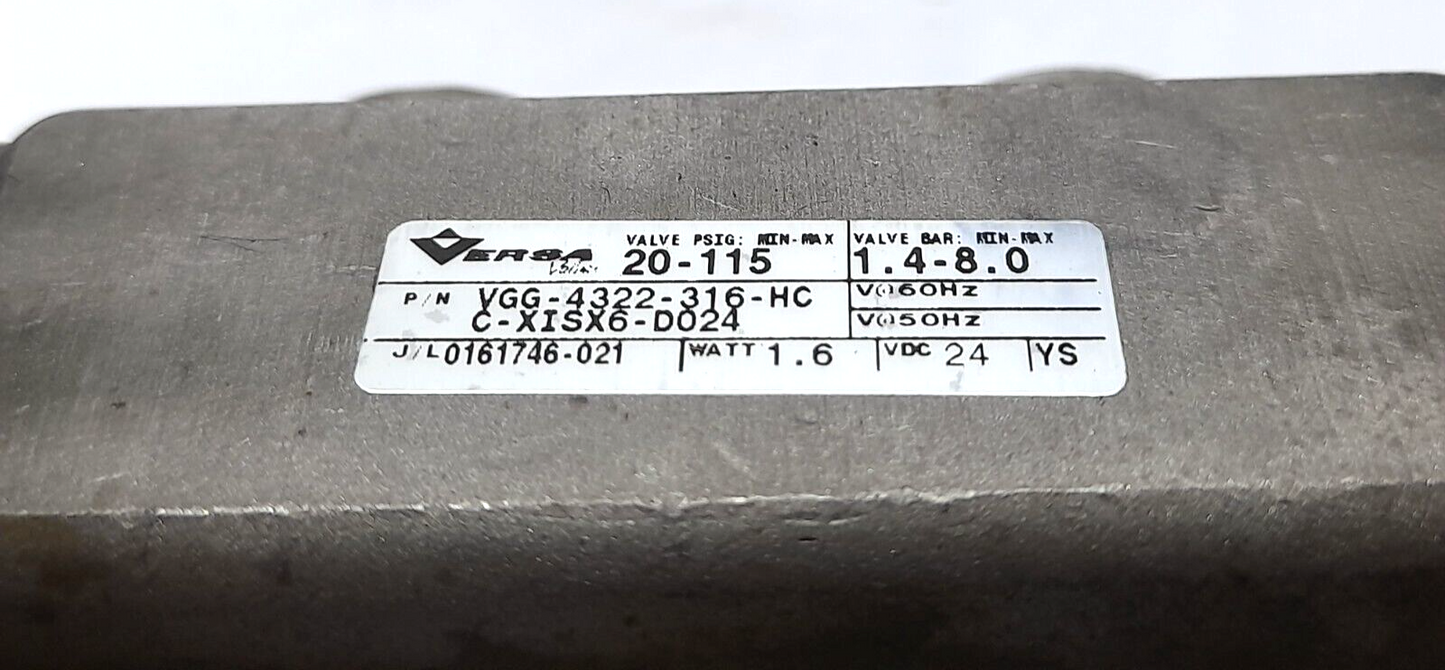 VERSA VALVE PSIG: MIN-MAX VALVE BAR: MIN-MAX
20-115 1.4-8.0
P/N VGG-4322-316-HC V@60Hz
C-XISX6-D024 V@50Hz
J/L0161746-021 WATT 1.6 VDC 24 YS